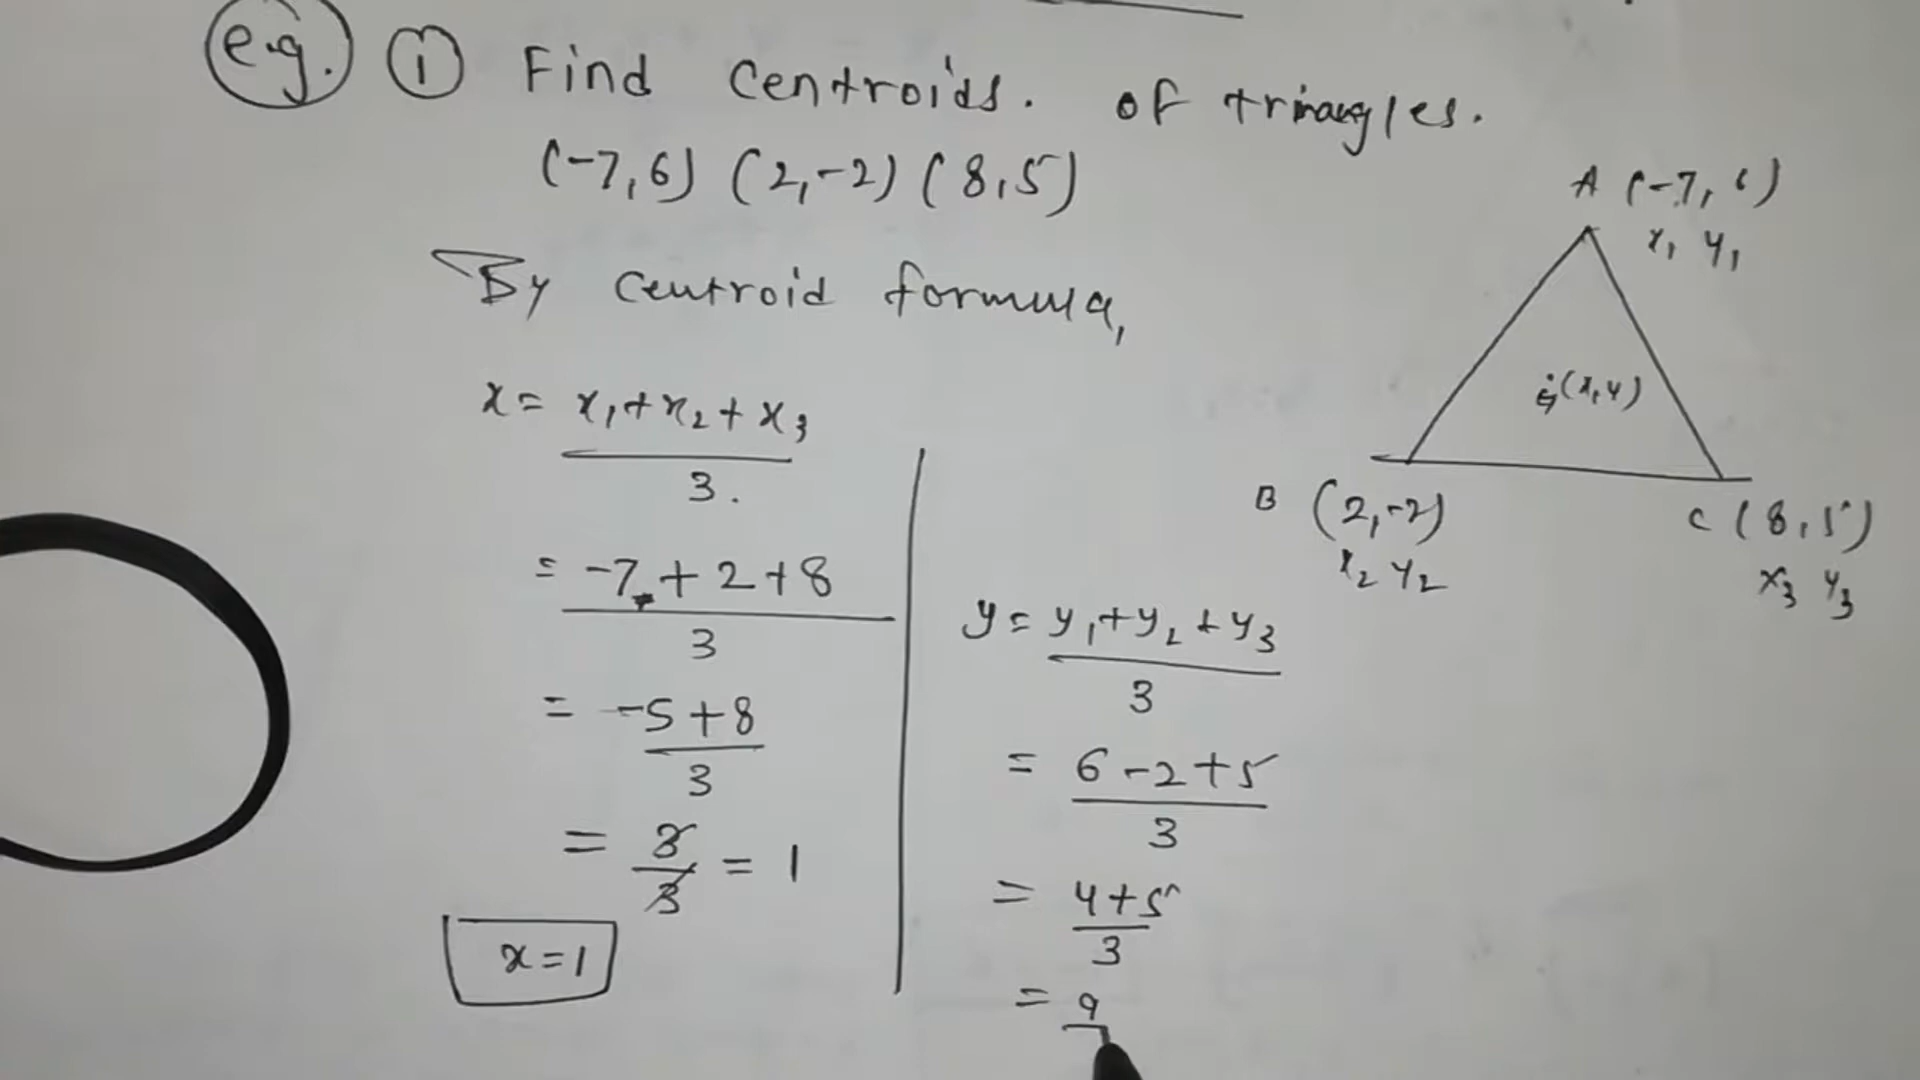 e.g. ① Find Centroids. of triangles.
(-7,6) (2,-2) (8,5)
By centroid formula,
x = x₁+x₂+x₃
3.
= -7+2+8
3
= -5+8
3
= 3/3 = 1
x=1
y = y₁+y₂+y₃
3
= 6-2+5
3
= 4+5
3
= 9
A (-7, 6)
x₁ y₁
G(x,y)
B (2,-2)
x₂ y₂
C (8,5)
x₃ y₃